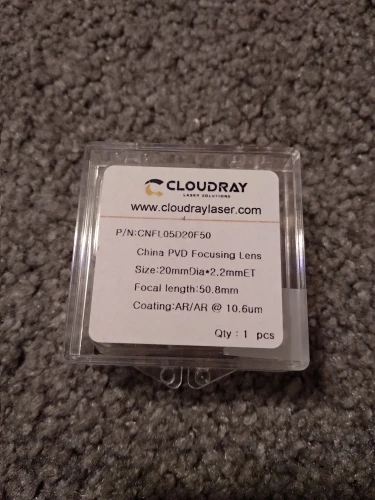 CLOUDRAY
LASER SOLUTIONS
www.cloudraylaser.com
P/N:CNFL05D20F50
China PVD Focusing Lens
Size:20mmDia*2.2mmET
Focal length:50.8mm
Coating:AR/AR @ 10.6um
Qty : 1 pcs